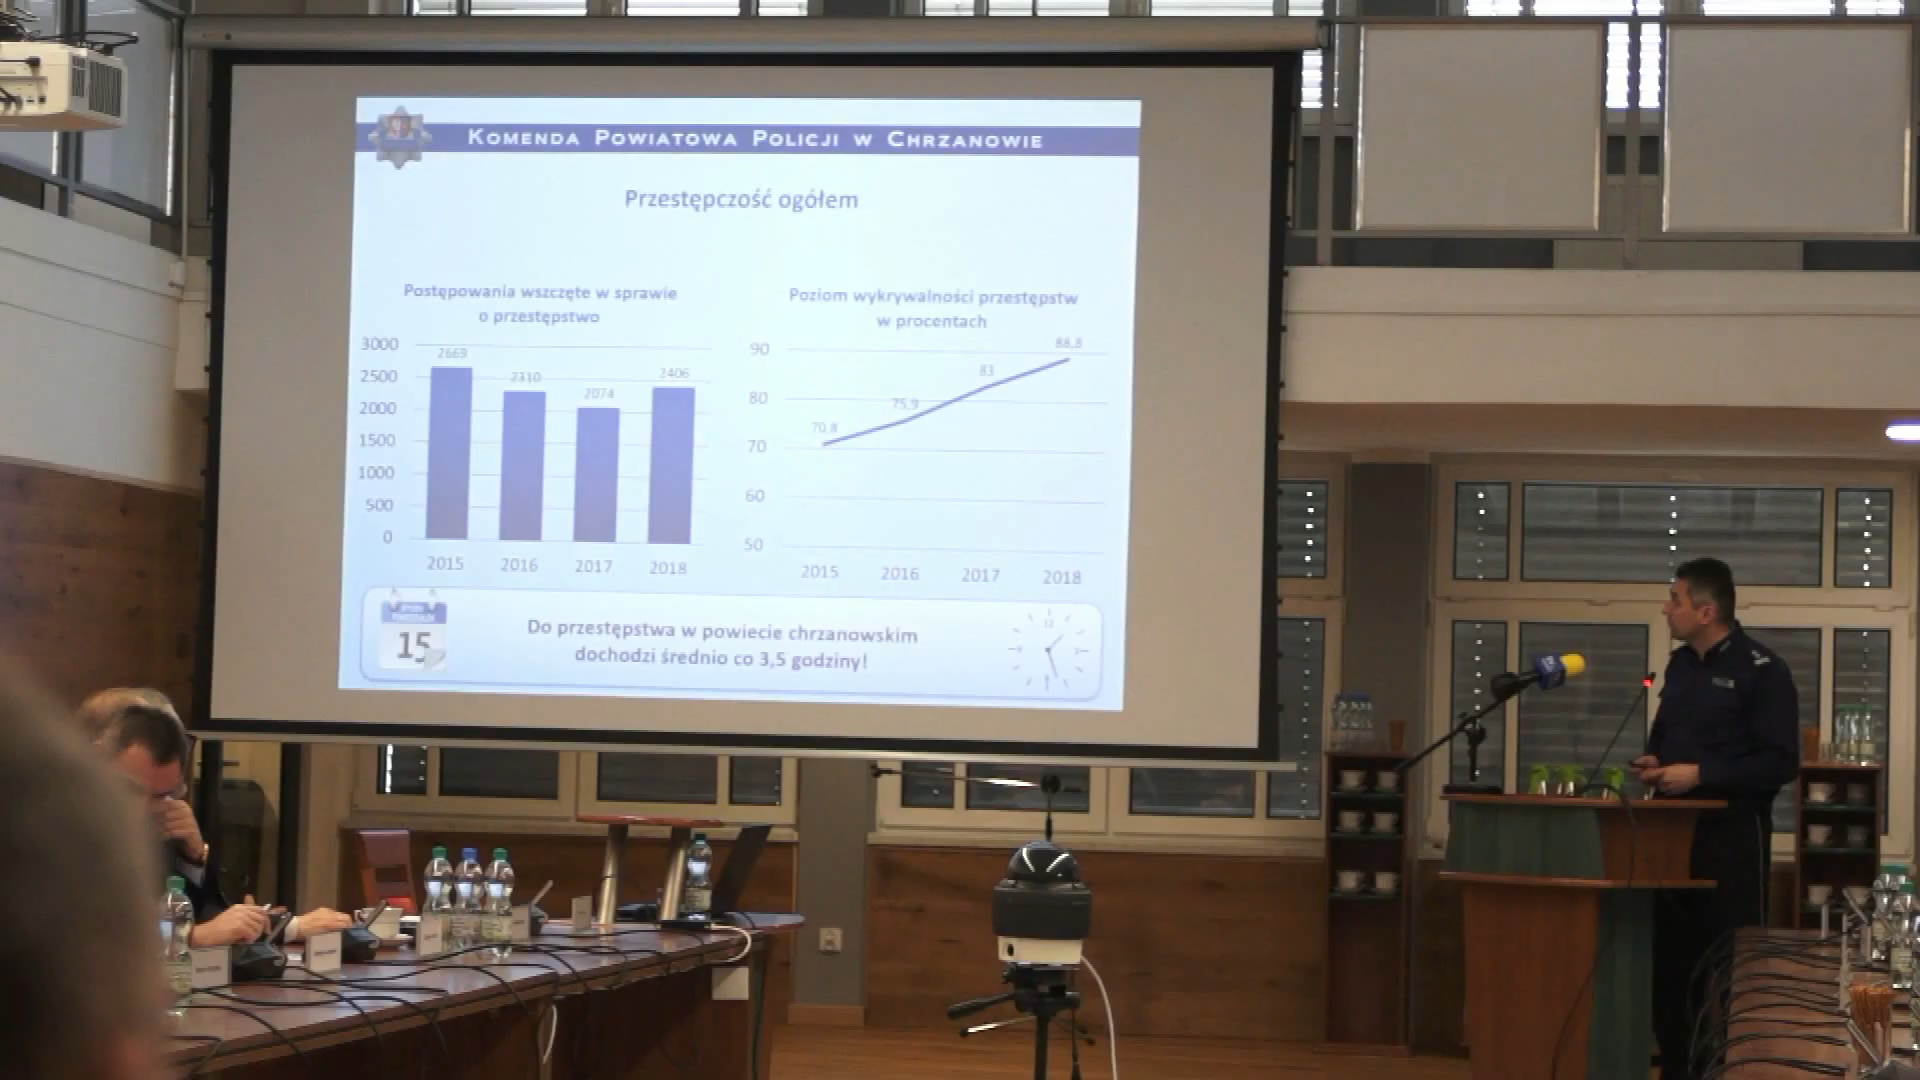 Komenda Powiatowa Policji w Chrzanowie
Przestępczość ogółem
Postępowania wszczęte w sprawie
o przestępstwo
3000
2500
2000
1500
1000
500
0
2669
2310
2074
2406
2015 2016 2017 2018
Poziom wykrywalności przestępstw
w procentach
90
80
70
60
50
70,8
75,9
83
88,8
2015 2016 2017 2018
15
Do przestępstwa w powiecie chrzanowskim
dochodzi średnio co 3,5 godziny!
12